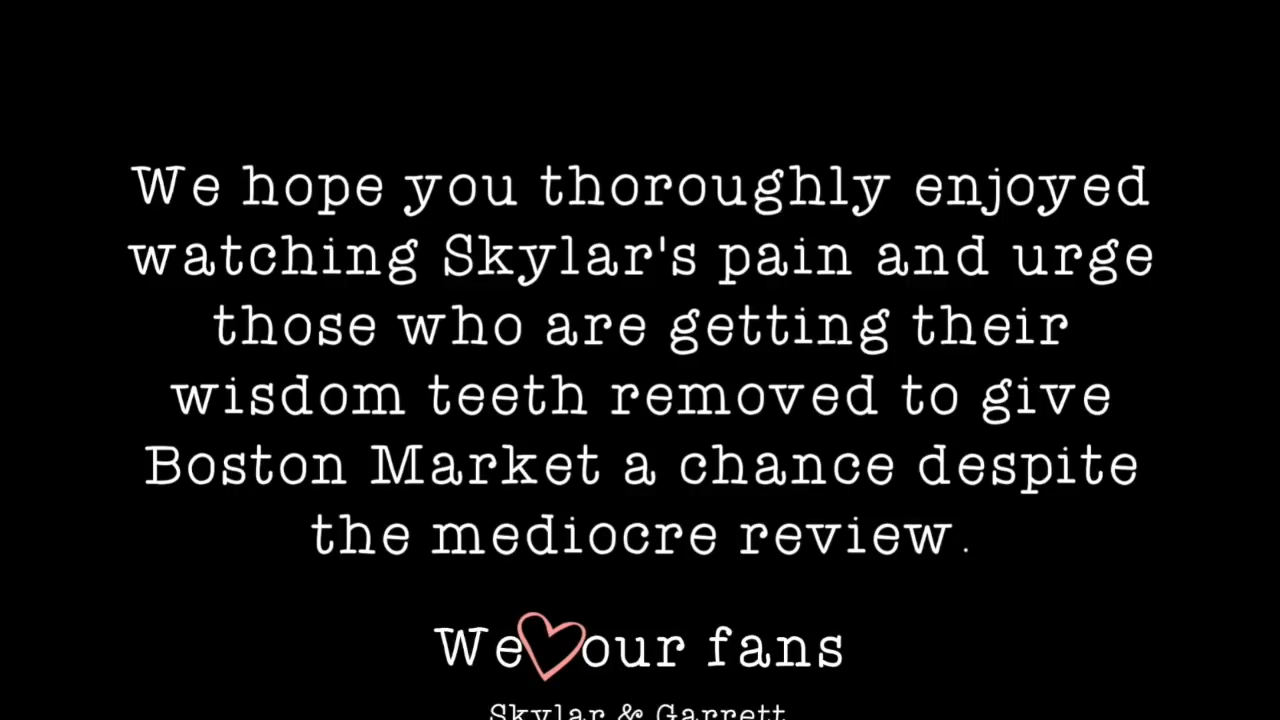 We hope you thoroughly enjoyed
watching Skylar's pain and urge
those who are getting their
wisdom teeth removed to give
Boston Market a chance despite
the mediocre review.
We our fans
Skylar & Garrett